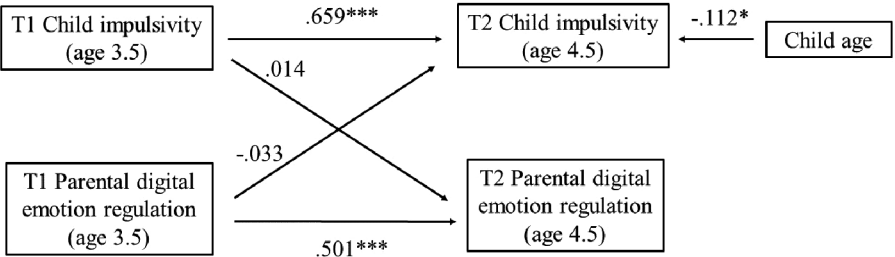 T1 Child impulsivity
(age 3.5)
.659***
T2 Child impulsivity
(age 4.5)
-.112*
Child age
.014
-.033
T1 Parental digital
emotion regulation
(age 3.5)
.501***
T2 Parental digital
emotion regulation
(age 4.5)